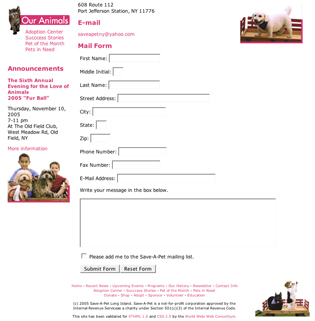 Our Animals
Adoption Center
Success Stories
Pet of the Month
Pets in Need
Announcements
The Sixth Annual
Evening for the Love of
Animals
2005 "Fur Ball"
Thursday, November 10,
2005
7-11 pm
At The Old Field Club,
West Meadow Rd, Old
Field, NY
More information
608 Route 112
Port Jefferson Station, NY 11776
E-mail
saveapetny@yahoo.com
Mail Form
First Name:
Middle Initial:
Last Name:
Street Address:
City:
State:
Zip:
Phone Number:
Fax Number:
E-Mail Address:
Write your message in the box below.
Please add me to the Save-A-Pet mailing list.
Submit Form Reset Form
Home - Recent News - Upcoming Events - Programs - Our History - Newsletter - Contact Info
Adoption Center - Success Stories - Pet of the Month - Pets in Need
Donate - Shop - Adopt - Sponsor - Volunteer - Education
(c) 2005 Save-A-Pet Long Island. Save-A-Pet is a not-for-profit corporation approved by the
Internal Revenue Services a charity under Section 501(c)(3) of the Internal Revenue Code.
This site has been validated for XHTML 1.0 and CSS 2.0 by the World Wide Web Consortium.